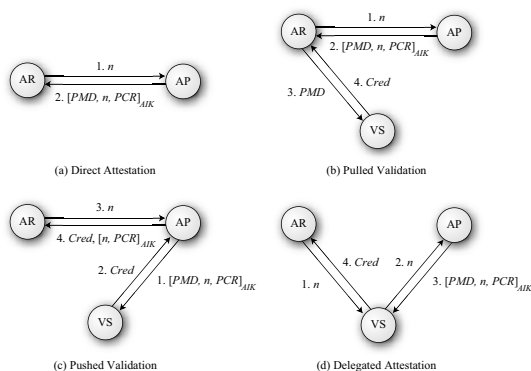 AR
1. n
AP
2. [PMD, n, PCR]AIK
(a) Direct Attestation
AR
1. n
AP
2. [PMD, n, PCR]AIK
3. PMD
4. Cred
VS
(b) Pulled Validation
AR
3. n
AP
4. Cred, [n, PCR]AIK
2. Cred
1. [PMD, n, PCR]AIK
VS
(c) Pushed Validation
AR
AP
4. Cred
2. n
1. n
3. [PMD, n, PCR]AIK
VS
(d) Delegated Attestation